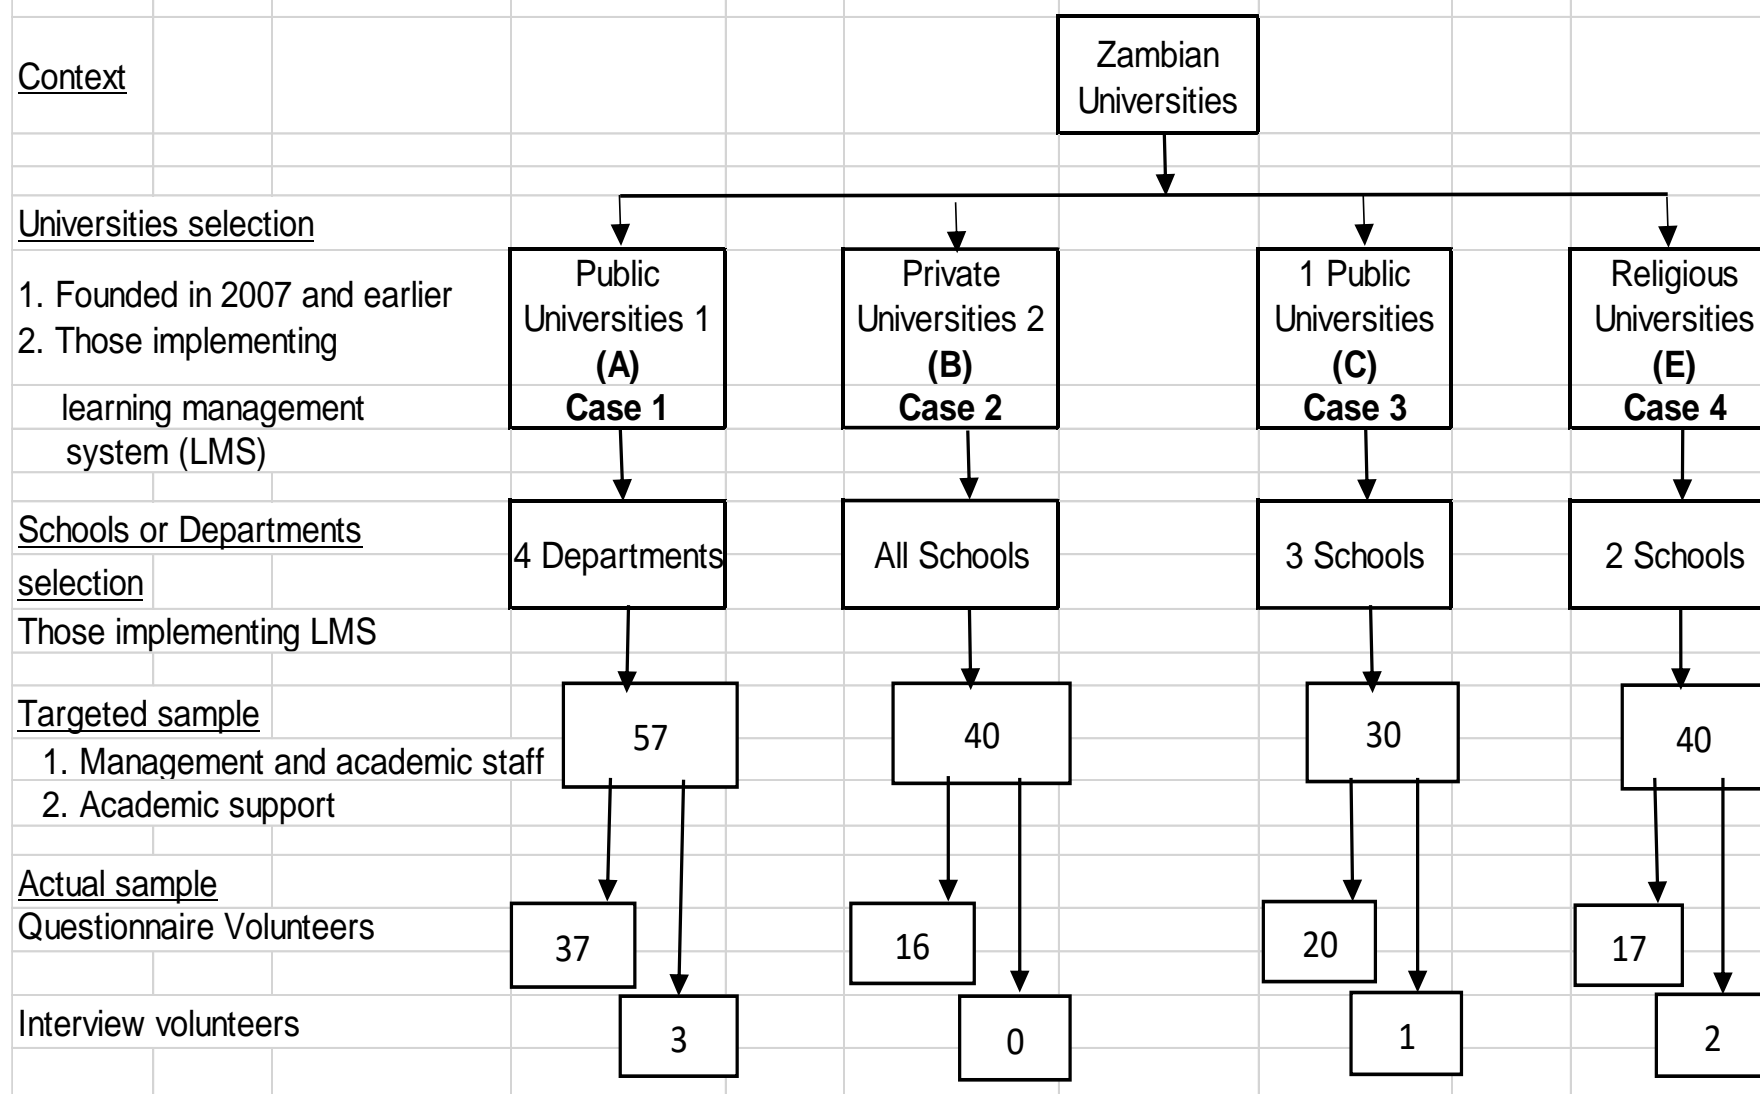 Context
Zambian
Universities
Universities selection
1. Founded in 2007 and earlier
2. Those implementing
learning management
system (LMS)
Public
Universities 1
(A)
Case 1
Private
Universities 2
(B)
Case 2
1 Public
Universities
(C)
Case 3
Religious
Universities
(E)
Case 4
Schools or Departments
selection
Those implementing LMS
4 Departments
All Schools
3 Schools
2 Schools
Targeted sample
1. Management and academic staff
2. Academic support
57
40
30
40
Actual sample
Questionnaire Volunteers
37
16
20
17
Interview volunteers
3
0
1
2